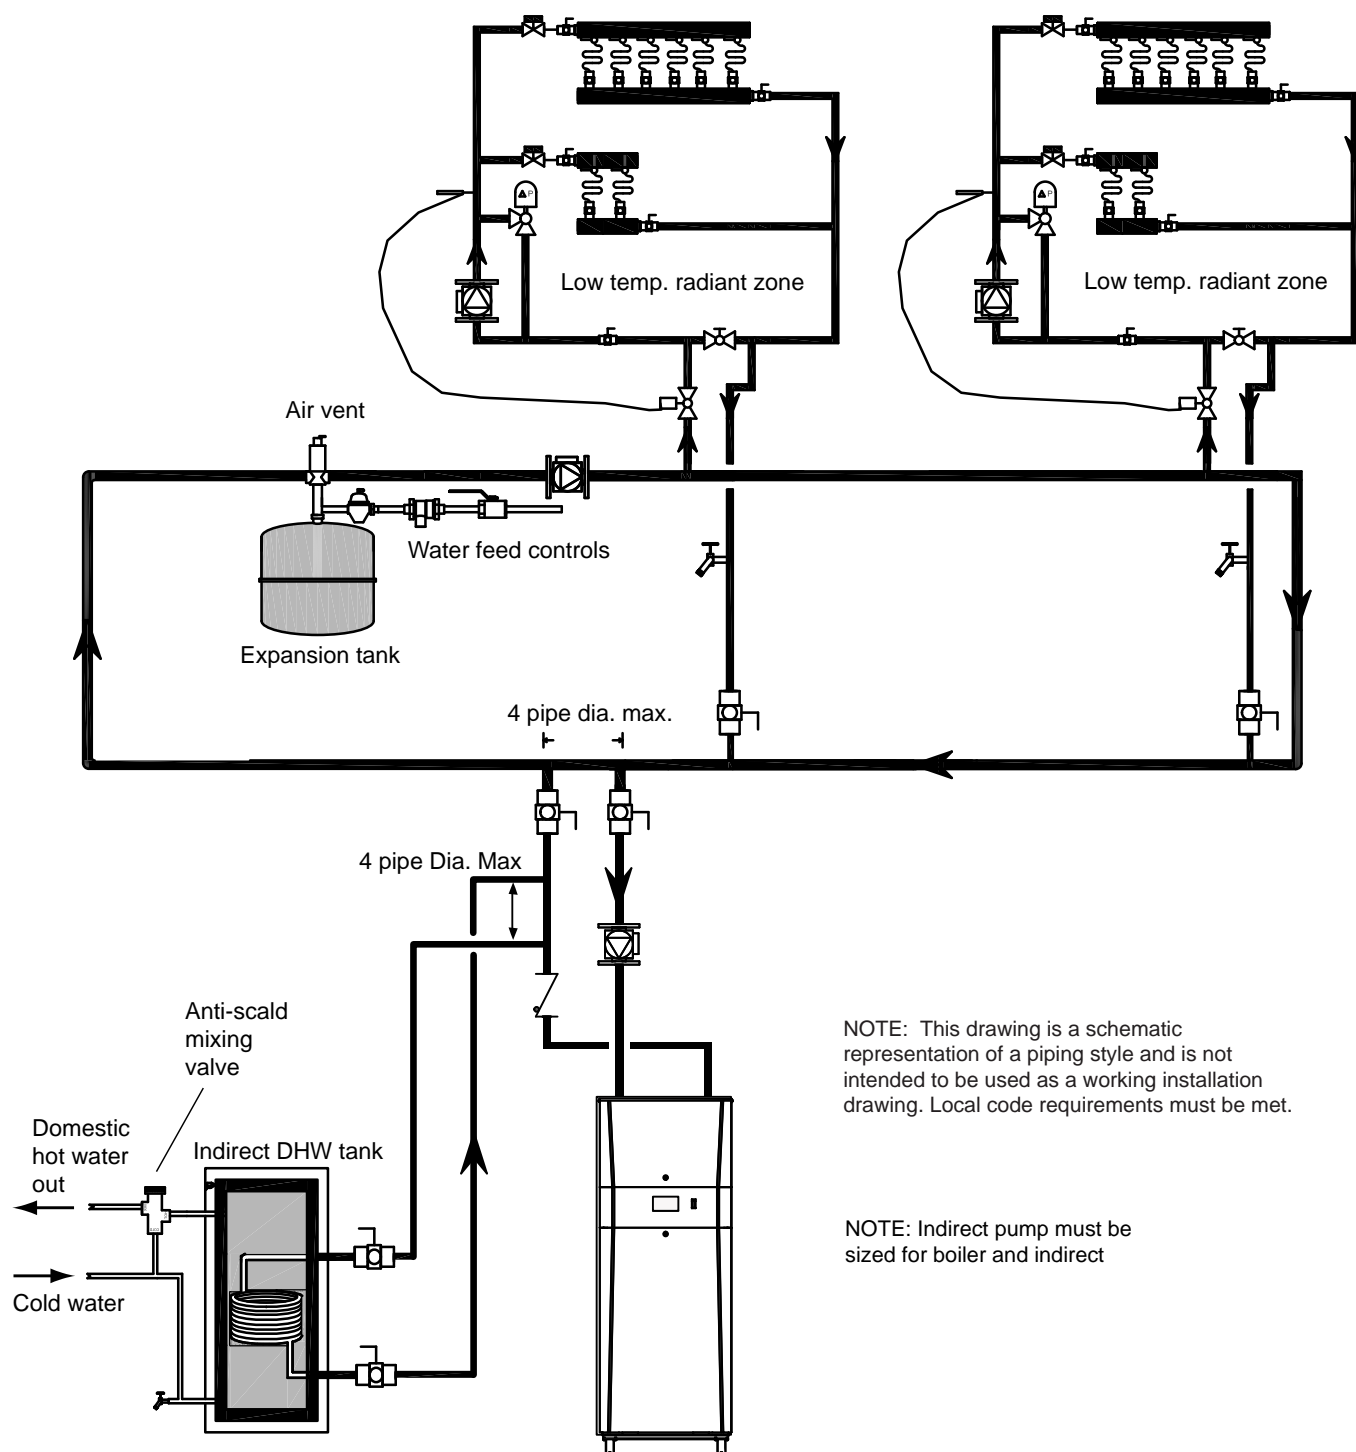 Low temp. radiant zone
Low temp. radiant zone
Air vent
Water feed controls
Expansion tank
4 pipe dia. max.
4 pipe Dia. Max
Anti-scald
mixing
valve
NOTE:  This drawing is a schematic
representation of a piping style and is not
intended to be used as a working installation
drawing. Local code requirements must be met.
Domestic
hot water
out
Indirect DHW tank
NOTE: Indirect pump must be
sized for boiler and indirect
Cold water